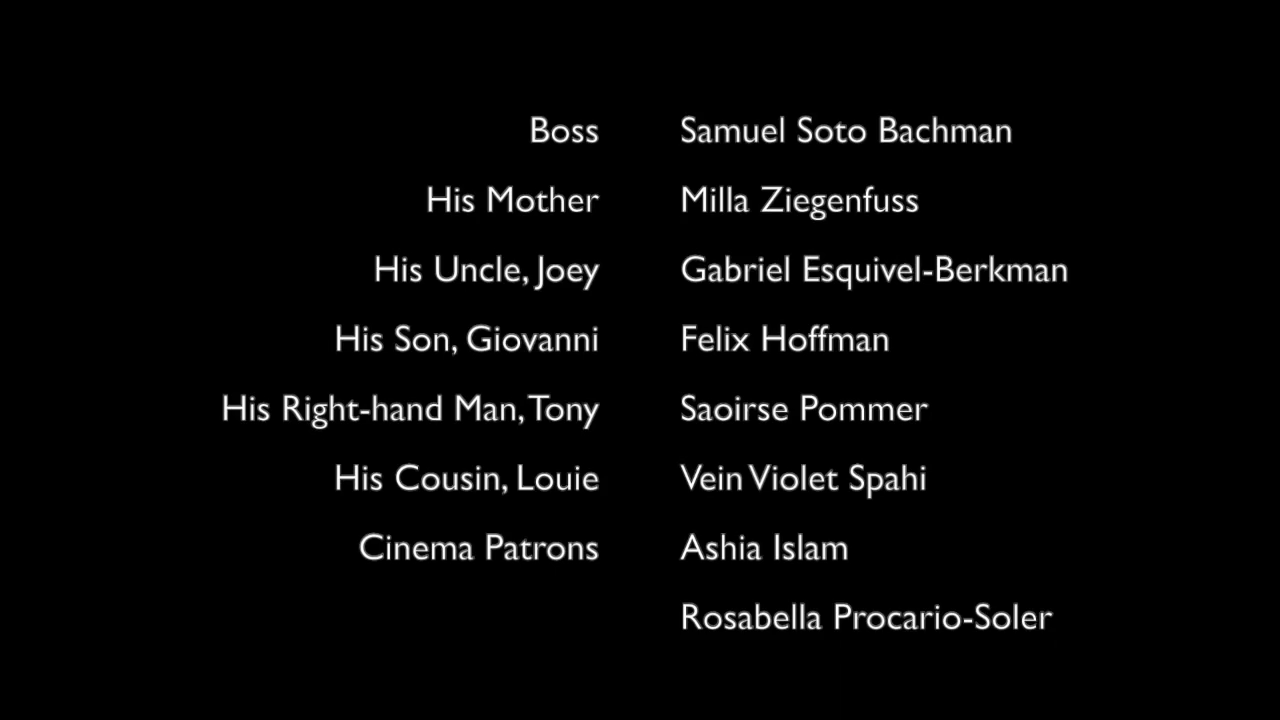 Boss Samuel Soto Bachman
His Mother Milla Ziegenfuss
His Uncle, Joey Gabriel Esquivel-Berkman
His Son, Giovanni Felix Hoffman
His Right-hand Man, Tony Saoirse Pommer
His Cousin, Louie Vein Violet Spahi
Cinema Patrons Ashia Islam
Rosabella Procario-Soler